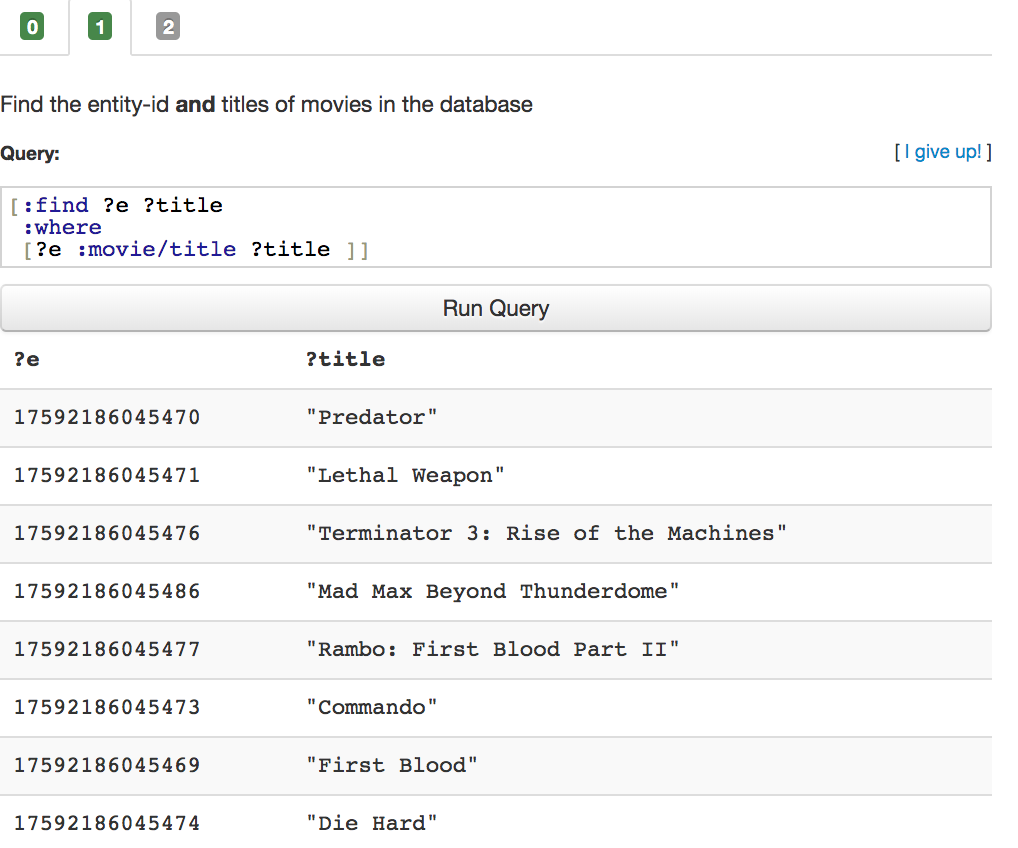 0 1 2
Find the entity-id and titles of movies in the database
Query: [ I give up! ]
[:find ?e ?title
:where
[?e :movie/title ?title ]]
Run Query
?e ?title
17592186045470 "Predator"
17592186045471 "Lethal Weapon"
17592186045476 "Terminator 3: Rise of the Machines"
17592186045486 "Mad Max Beyond Thunderdome"
17592186045477 "Rambo: First Blood Part II"
17592186045473 "Commando"
17592186045469 "First Blood"
17592186045474 "Die Hard"